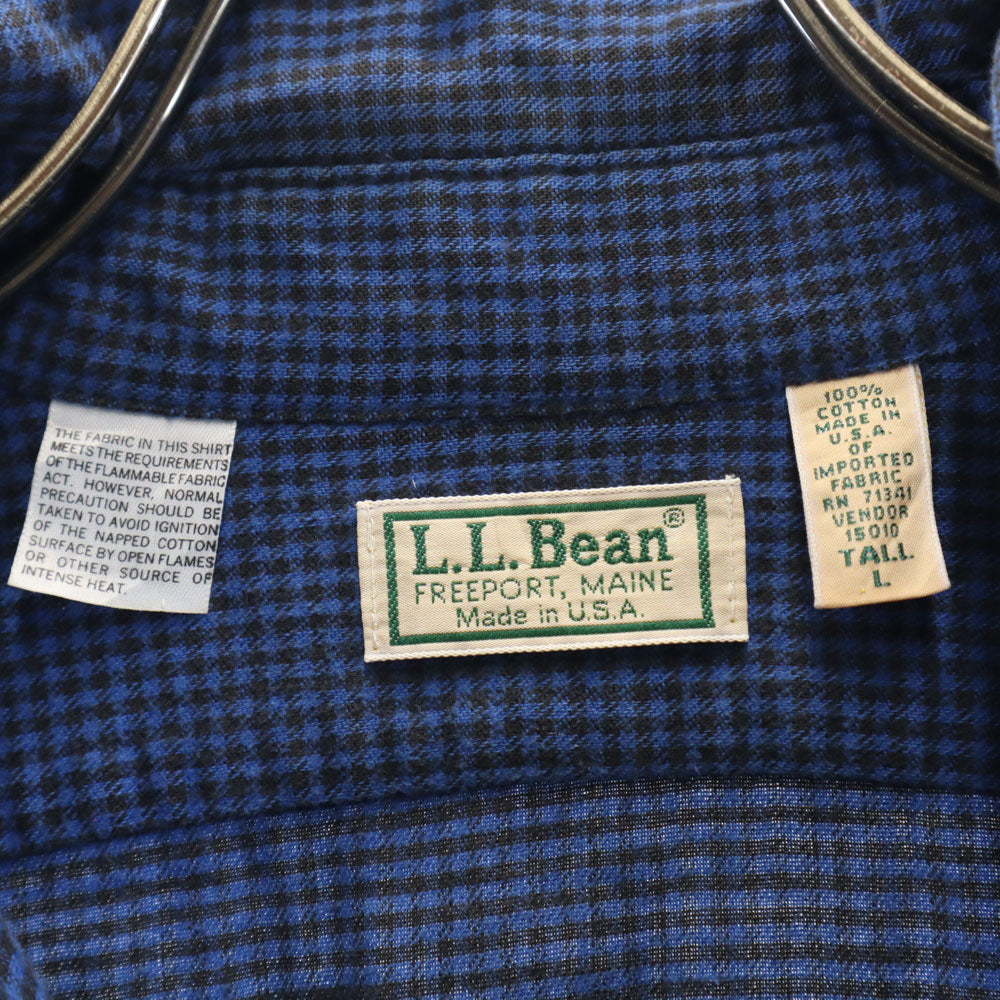 THE FABRIC IN THIS SHIRT
MEETS THE REQUIREMENTS
OF THE FLAMMABLE FABRIC
ACT. HOWEVER, NORMAL
PRECAUTION SHOULD BE
TAKEN TO AVOID IGNITION
OF THE NAPPED COTTON
SURFACE BY OPEN FLAMES
OR OTHER SOURCE OF
INTENSE HEAT.
L.L.Bean®
FREEPORT, MAINE
Made in U.S.A.
100%
COTTON
MADE IN
U.S.A.
OF
IMPORTED
FABRIC
RN 71341
VENDOR
15010
TALL
L